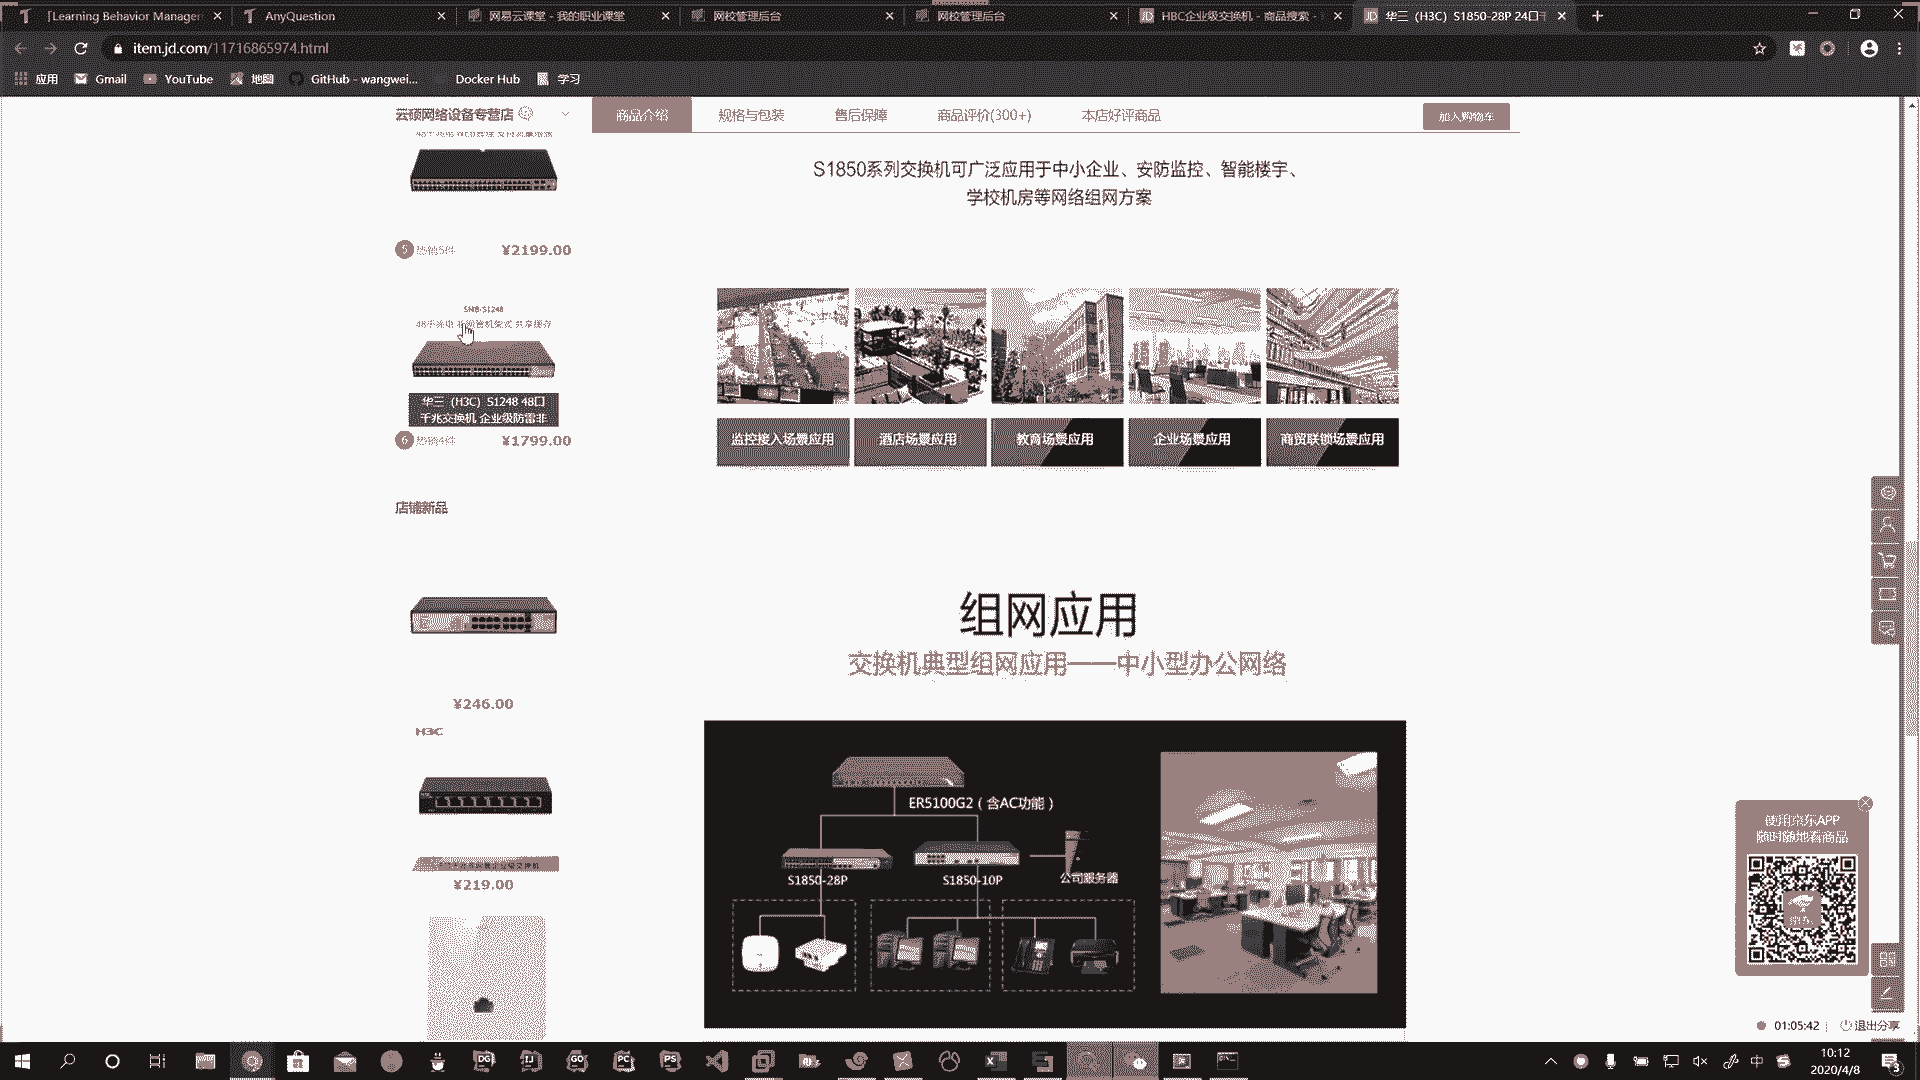 [Learning Behavior Manager
AnyQuestion
网易云课堂 - 我的职业课堂
网校管理后台
网校管理后台
HBC企业级交换机 - 商品搜索 -
华三（H3C）S1850-28P 24口千
item.jd.com/11716865974.html
应用
Gmail
YouTube
地图
GitHub - wangwei...
Docker Hub
学习
云硕网络设备专营店
商品介绍
规格与包装
售后保障
商品评价(300+)
本店好评商品
加入购物车
S1850系列交换机可广泛应用于中小企业、安防监控、智能楼宇、
学校机房等网络组网方案
5 热销5件 ¥2199.00
SMB-S1248
华三（H3C）S1248 48口
千兆交换机 企业级防雷非
6 热销4件 ¥1799.00
监控接入场景应用
酒店场景应用
教育场景应用
企业场景应用
商贸联锁场景应用
店铺新品
组网应用
交换机典型组网应用——中小型办公网络
¥246.00
H3C
¥219.00
ER5100G2（含AC功能）
S1850-28P
S1850-10P
公司服务器
使用京东APP
随时随地看商品
01:05:42
退出分享
中
10:12
2020/4/8